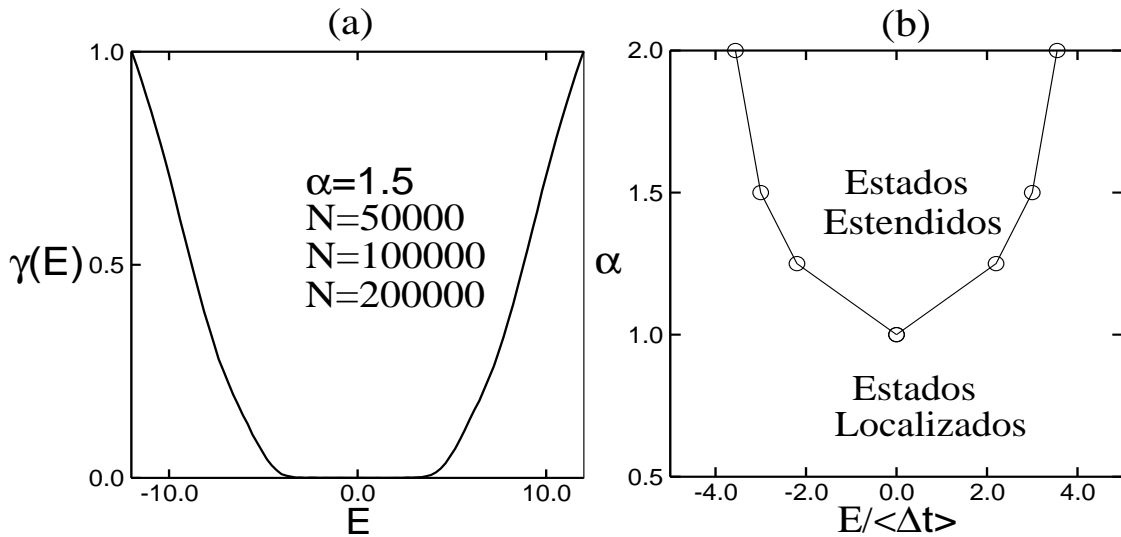 (a)
1.0
0.5
0.0
γ(E)
α=1.5
N=50000
N=100000
N=200000
-10.0
0.0
10.0
E
(b)
2.0
1.5
1.0
0.5
α
Estados
Estendidos
Estados
Localizados
-4.0
-2.0
0.0
2.0
4.0
E/<Δt>